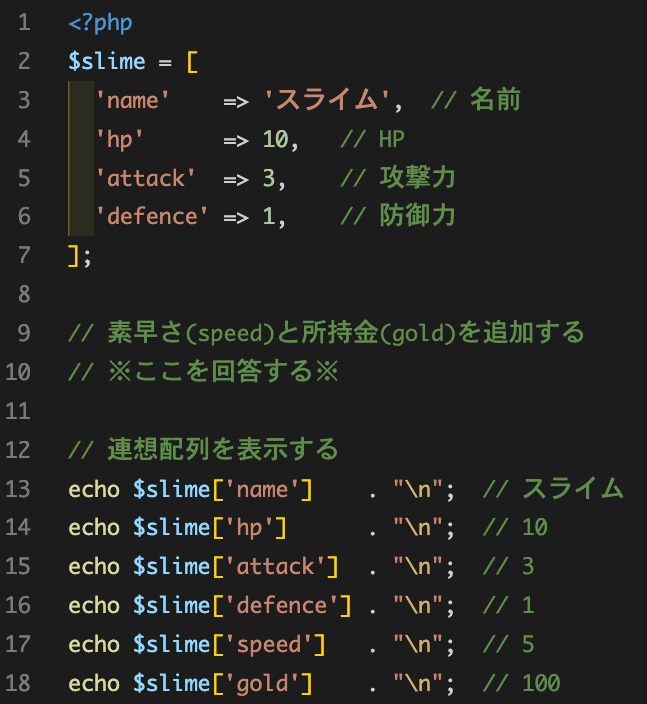 1 <?php
2 $slime = [
3   'name'    => 'スライム',  // 名前
4   'hp'      => 10,   // HP
5   'attack'  => 3,    // 攻撃力
6   'defence' => 1,    // 防御力
7 ];
8
9 // 素早さ(speed)と所持金(gold)を追加する
10 // ※ここを回答する※
11
12 // 連想配列を表示する
13 echo $slime['name']    . "\n";  // スライム
14 echo $slime['hp']      . "\n";  // 10
15 echo $slime['attack']  . "\n";  // 3
16 echo $slime['defence'] . "\n";  // 1
17 echo $slime['speed']   . "\n";  // 5
18 echo $slime['gold']    . "\n";  // 100